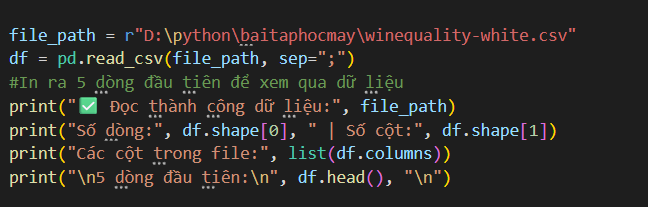 file_path = r"D:\python\baitaphocmay\winequality-white.csv"
df = pd.read_csv(file_path, sep=";")
#In ra 5 dòng đầu tiên để xem qua dữ liệu
print("✅ Đọc thành công dữ liệu:", file_path)
print("Số dòng:", df.shape[0], " | Số cột:", df.shape[1])
print("Các cột trong file:", list(df.columns))
print("\n5 dòng đầu tiên:\n", df.head(), "\n")